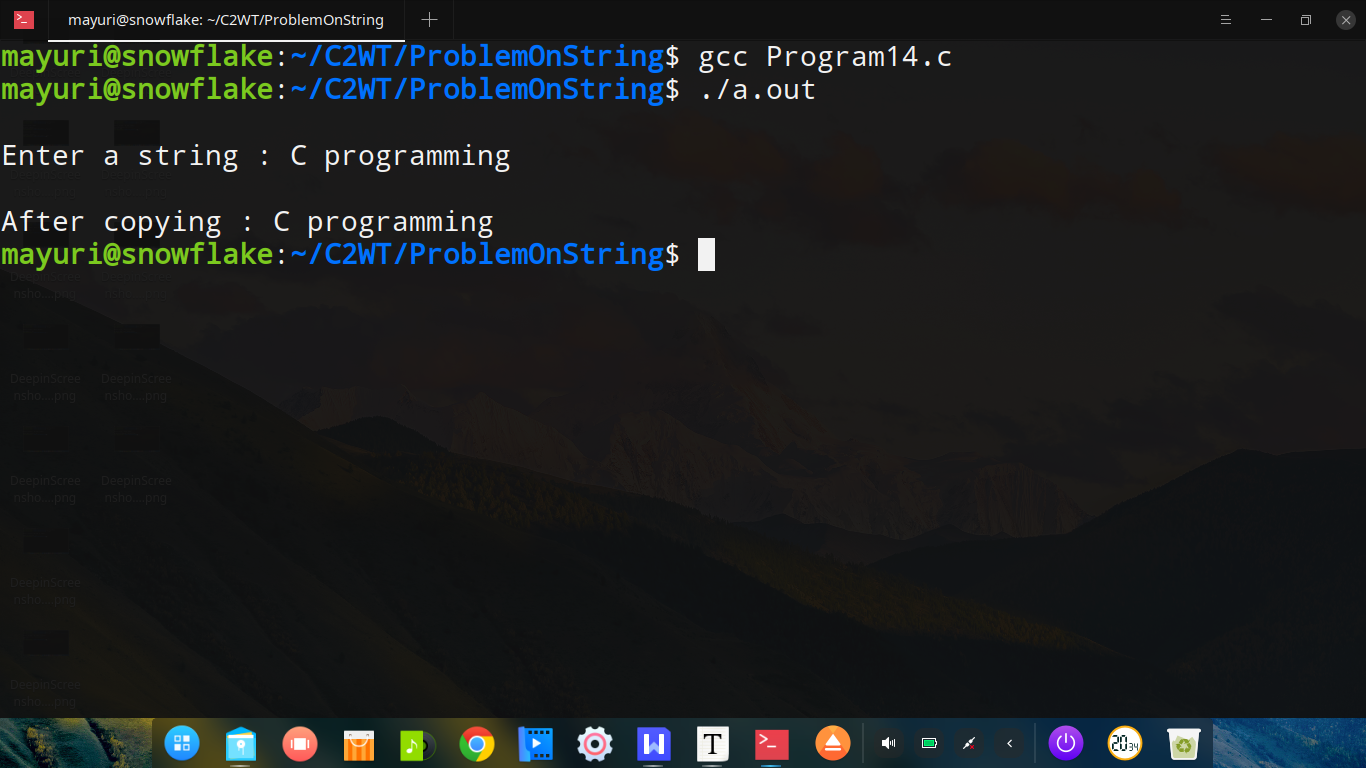 mayuri@snowflake: ~/C2WT/ProblemOnString
mayuri@snowflake:~/C2WT/ProblemOnString$ gcc Program14.c
mayuri@snowflake:~/C2WT/ProblemOnString$ ./a.out
Enter a string : C programming
After copying : C programming
mayuri@snowflake:~/C2WT/ProblemOnString$
nsho....png
DeepinScree DeepinScree
nsho....png nsho....png
DeepinScree DeepinScree
nsho....png nsho....png
DeepinScree
nsho....png
DeepinScree
nsho....png
20 34